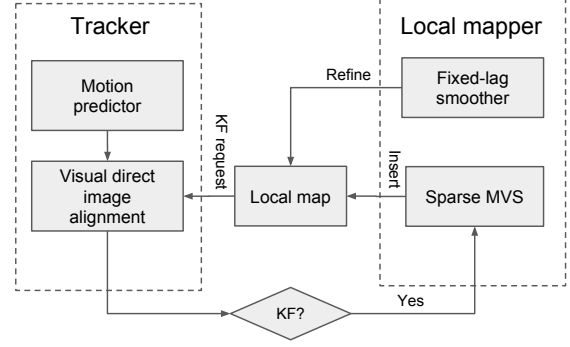 Tracker
Local mapper
Motion
predictor
Refine
Fixed-lag
smoother
KF request
Visual direct
image
alignment
Local map
Insert
Sparse MVS
KF?
Yes